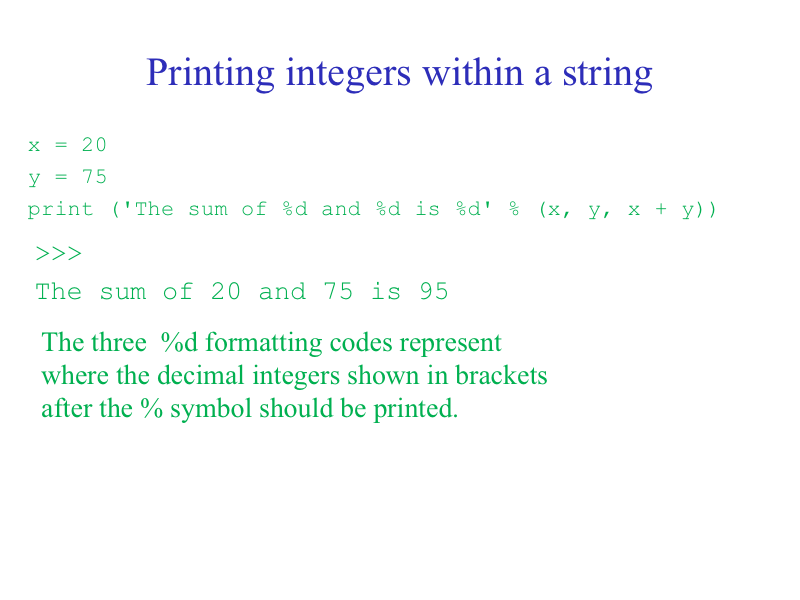 Printing integers within a string
x = 20
y = 75
print ('The sum of %d and %d is %d' % (x, y, x + y))
>>>
The sum of 20 and 75 is 95
The three  %d formatting codes represent
where the decimal integers shown in brackets
after the % symbol should be printed.